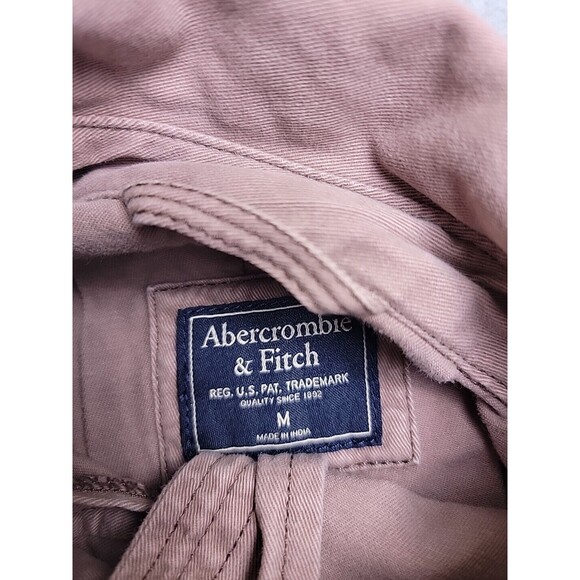 Abercrombie
& Fitch
REG. U.S. PAT. TRADEMARK
QUALITY SINCE 1892
M
MADE IN INDIA